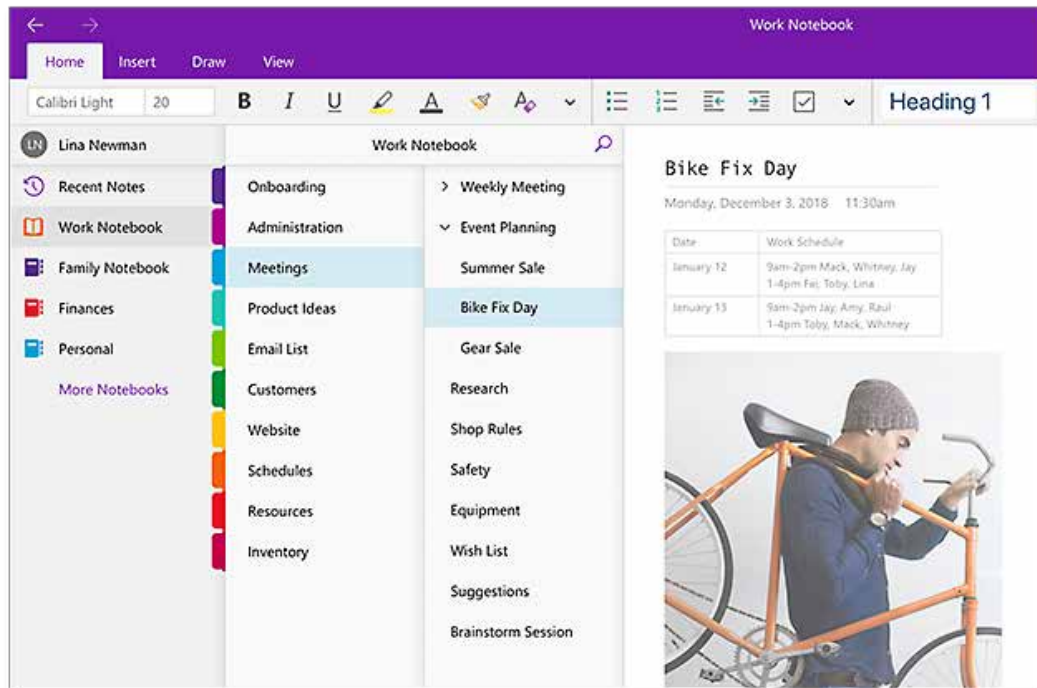 Work Notebook
Home Insert Draw View
Calibri Light 20 B I U A A Heading 1
LN Lina Newman
Recent Notes
Work Notebook
Family Notebook
Finances
Personal
More Notebooks
Work Notebook
Onboarding
Administration
Meetings
Product Ideas
Email List
Customers
Website
Schedules
Resources
Inventory
Weekly Meeting
Event Planning
Summer Sale
Bike Fix Day
Gear Sale
Research
Shop Rules
Safety
Equipment
Wish List
Suggestions
Brainstorm Session
Bike Fix Day
Monday, December 3, 2018 11:30am
Date Work Schedule
January 12 9am-2pm Mack, Whitney, Jay
1-4pm Fei, Toby, Lina
January 13 9am-2pm Jay, Amy, Raul
1-4pm Toby, Mack, Whitney